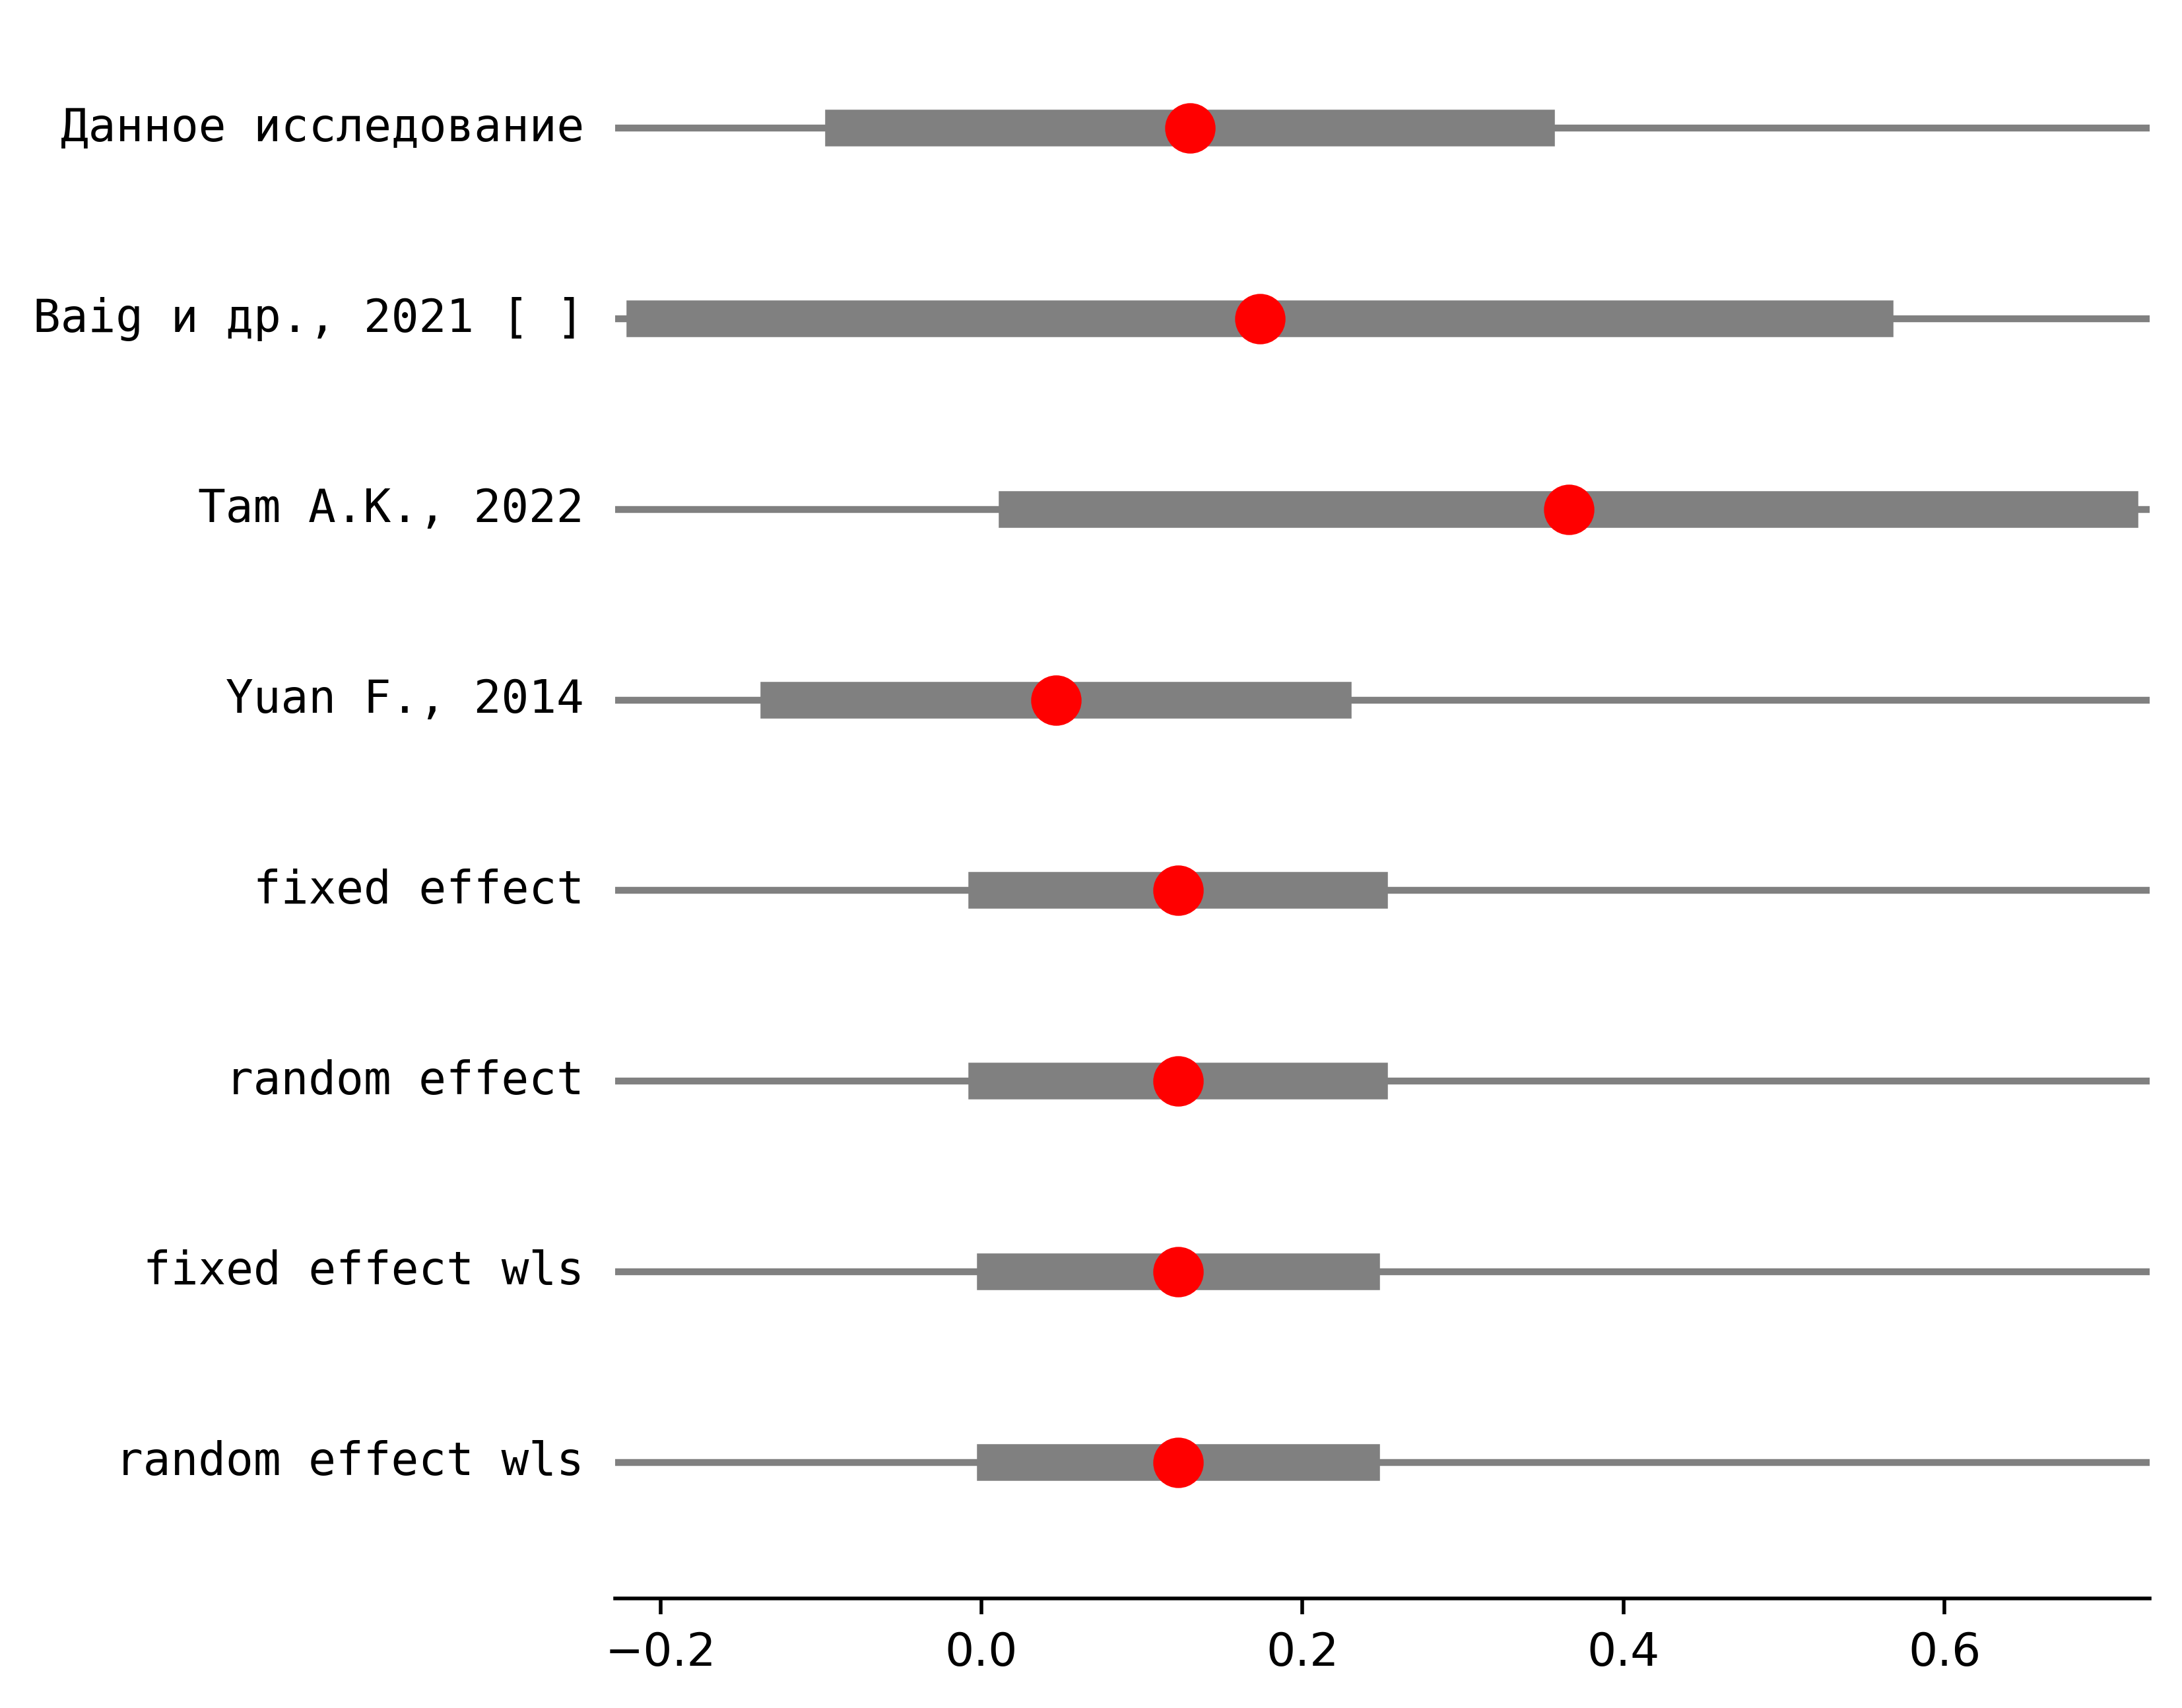 Данное исследование
Baig и др., 2021 [ ]
Tam A.K., 2022
Yuan F., 2014
fixed effect
random effect
fixed effect wls
random effect wls
−0.2 0.0 0.2 0.4 0.6